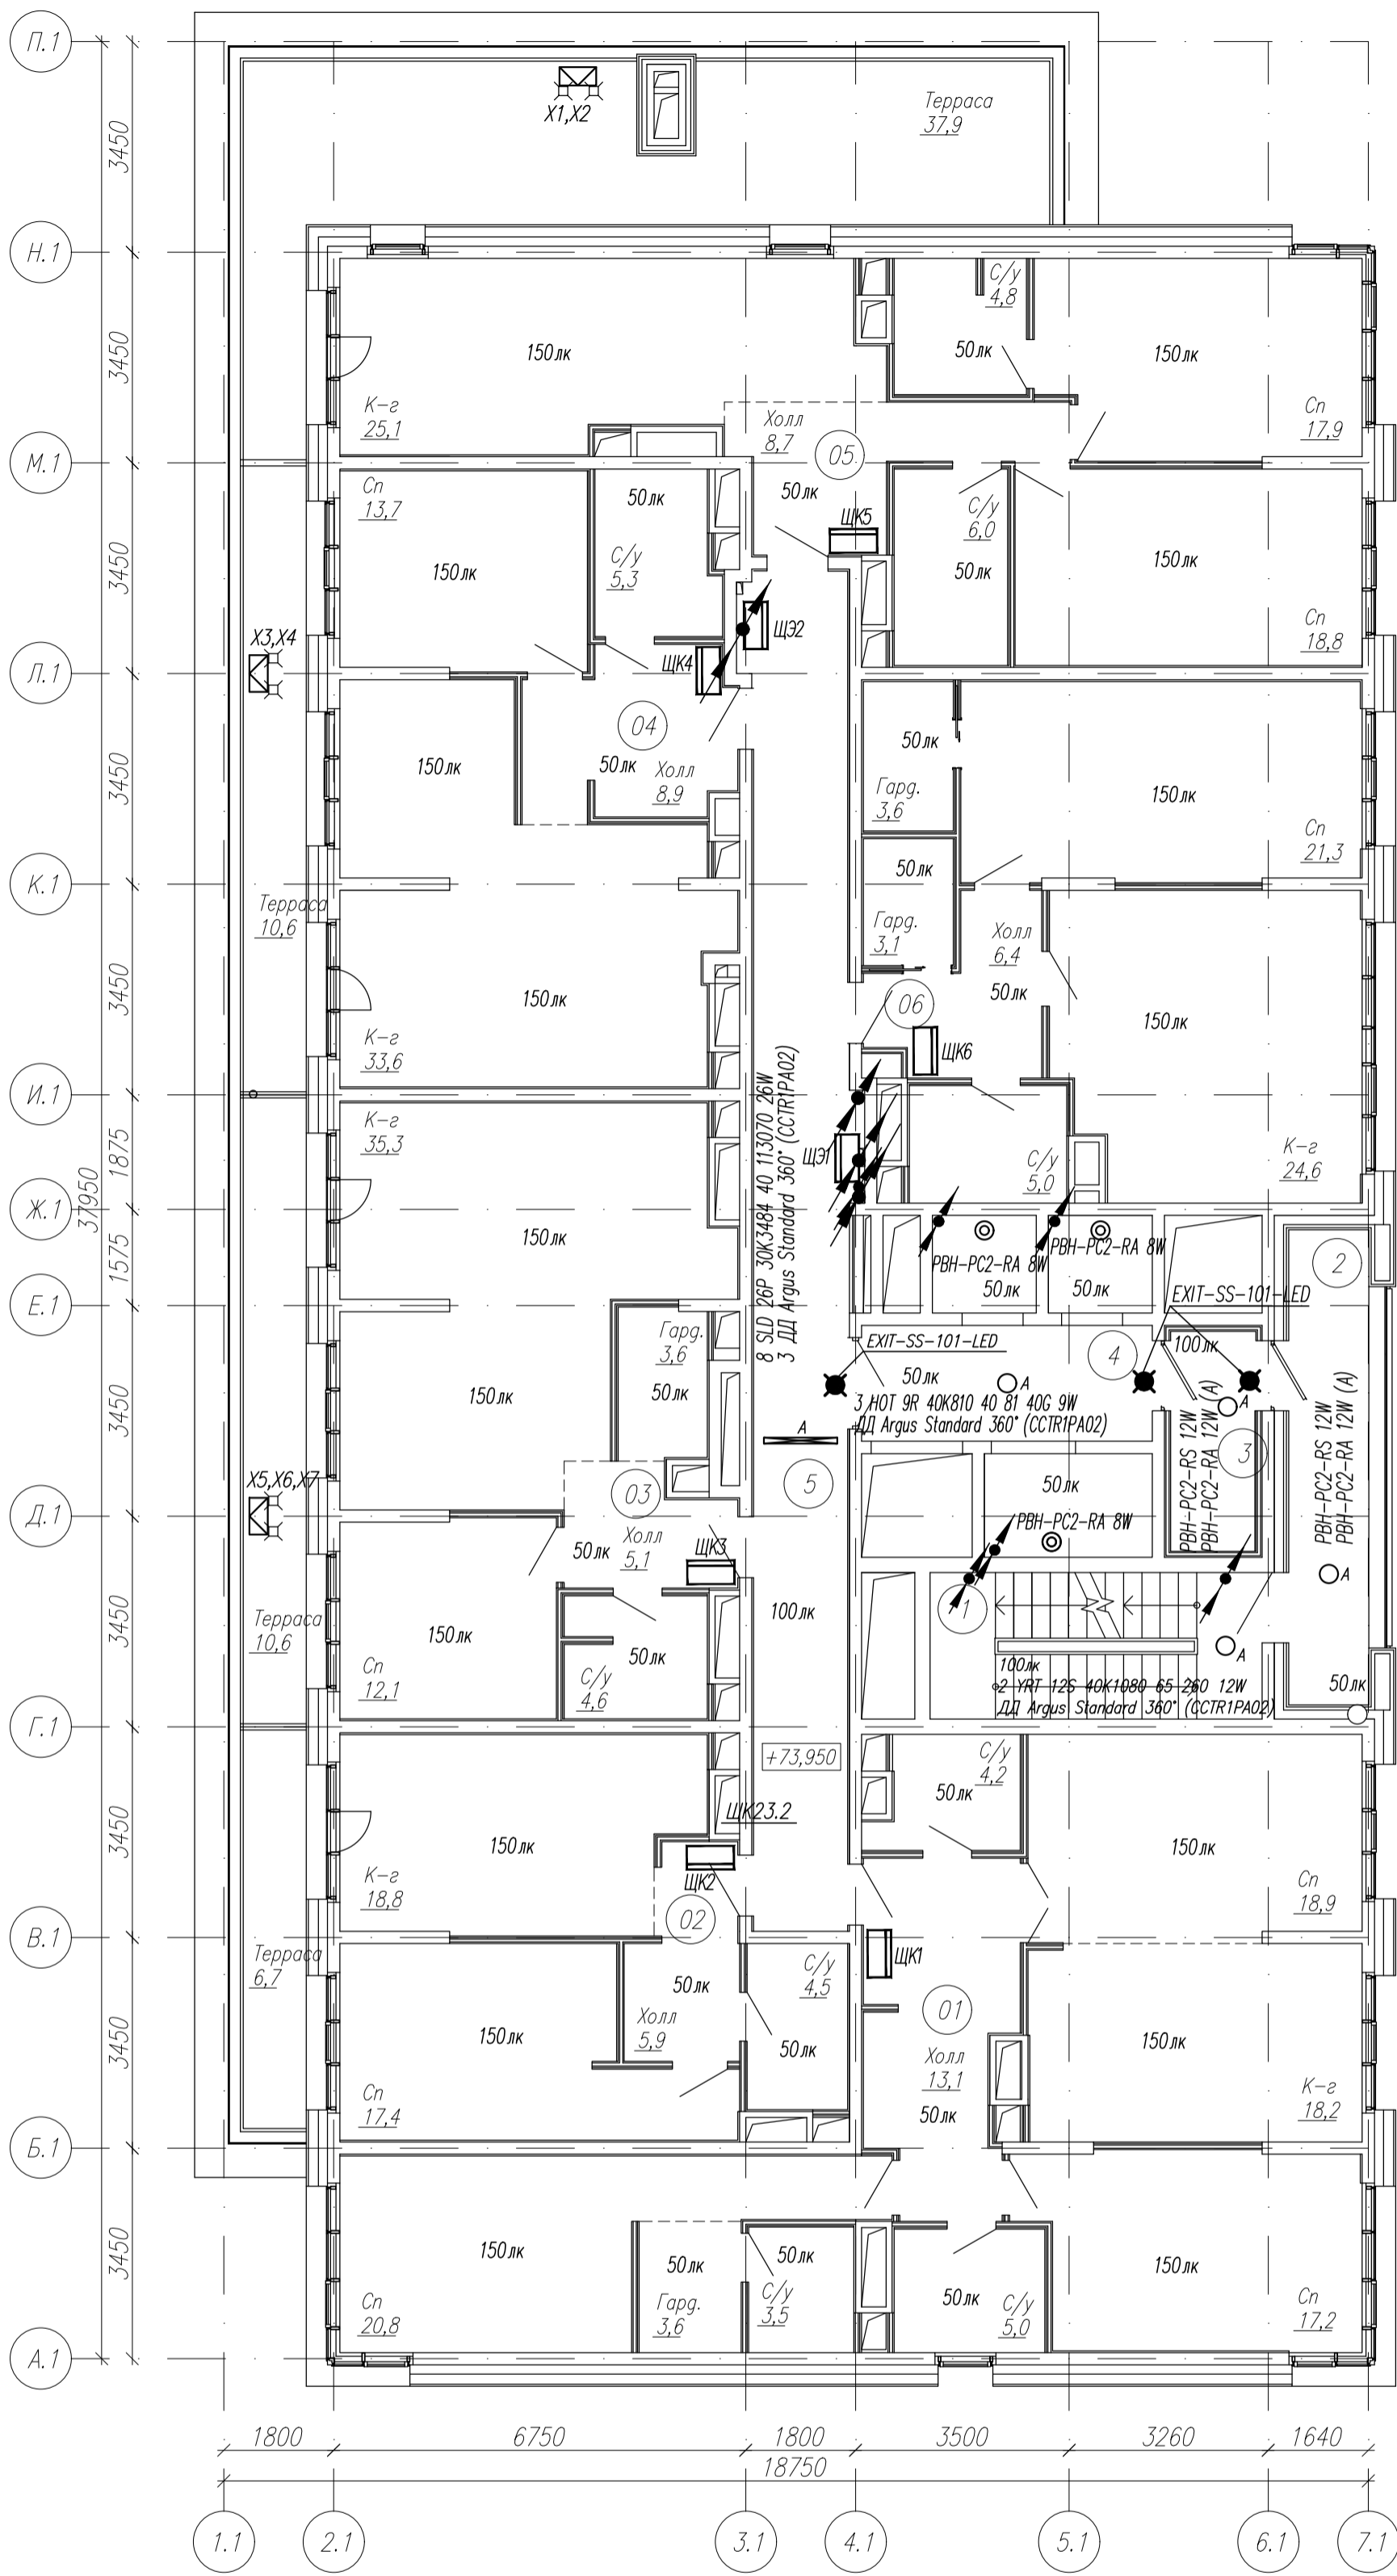 П.1
Н.1
М.1
Л.1
К.1
И.1
Ж.1
Е.1
Д.1
Г.1
В.1
Б.1
А.1
3450
3450
3450
3450
3450
1875
1575
3450
3450
3450
3450
3450
37950
Х1,Х2
Терраса
37,9
150лк
К-г
25,1
Холл
8,7
05
50лк
С/у
4,8
50лк
150лк
Сп
17,9
Сп
13,7
150лк
50лк
С/у
5,3
ЩК5
С/у
6,0
50лк
150лк
Сп
18,8
Х3,Х4
ЩЭ2
ЩК4
04
150лк
50лк
Холл
8,9
50лк
Гард.
3,6
150лк
Сп
21,3
Терраса
10,6
50лк
Гард.
3,1
Холл
6,4
50лк
06
150лк
К-г
33,6
ЩК6
150лк
К-г
24,6
К-г
35,3
150лк
ЩЭ1
8 SLD 26P 30K3484 40 113070 26W
3 ДД Argus Standard 360° (CCTR1PA02)
С/у
5,0
PBH-PC2-RA 8W
50лк
PBH-PC2-RA 8W
50лк
2
EXIT-SS-101-LED
EXIT-SS-101-LED
4
100лк
50лк
А
3 HOT 9R 40K810 40 81 40G 9W
ДД Argus Standard 360° (CCTR1PA02)
А
Гард.
3,6
50лк
150лк
А
5
3
PBH-PC2-RS 12W
PBH-PC2-RA 12W (A)
PBH-PC2-RS 12W
PBH-PC2-RA 12W (A)
50лк
PBH-PC2-RA 8W
Х5,Х6,Х7
03
50лк
Холл
5,1
ЩК3
А
1
100лк
Терраса
10,6
150лк
Сп
12,1
50лк
С/у
4,6
А
100лк
2 YRT 12S 40K1080 65 260 12W
ДД Argus Standard 360° (CCTR1PA02)
50лк
+73,950
С/у
4,2
50лк
ЩК23.2
150лк
К-г
18,8
ЩК2
02
150лк
Сп
18,9
Терраса
6,7
ЩК1
С/у
4,5
50лк
50лк
Холл
5,9
150лк
Сп
17,4
01
Холл
13,1
50лк
150лк
К-г
18,2
150лк
Сп
20,8
50лк
Гард.
3,6
50лк
С/у
3,5
50лк
С/у
5,0
150лк
Сп
17,2
1800
6750
1800
3500
3260
1640
18750
1.1
2.1
3.1
4.1
5.1
6.1
7.1